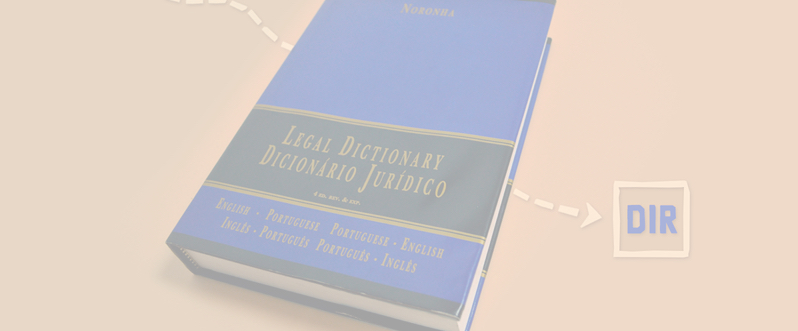 NORONHA
LEGAL DICTIONARY
DICIONÁRIO JURÍDICO
ENGLISH · PORTUGUESE PORTUGUESE · ENGLISH
INGLÊS · PORTUGUÊS PORTUGUÊS · INGLÊS
DIR